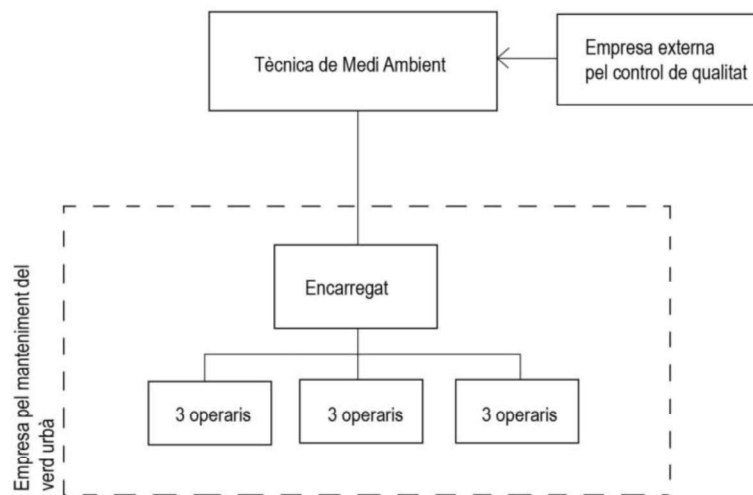 Tècnica de Medi Ambient
Empresa externa
pel control de qualitat
Empresa pel manteniment del
verd urbà
Encarregat
3 operaris
3 operaris
3 operaris